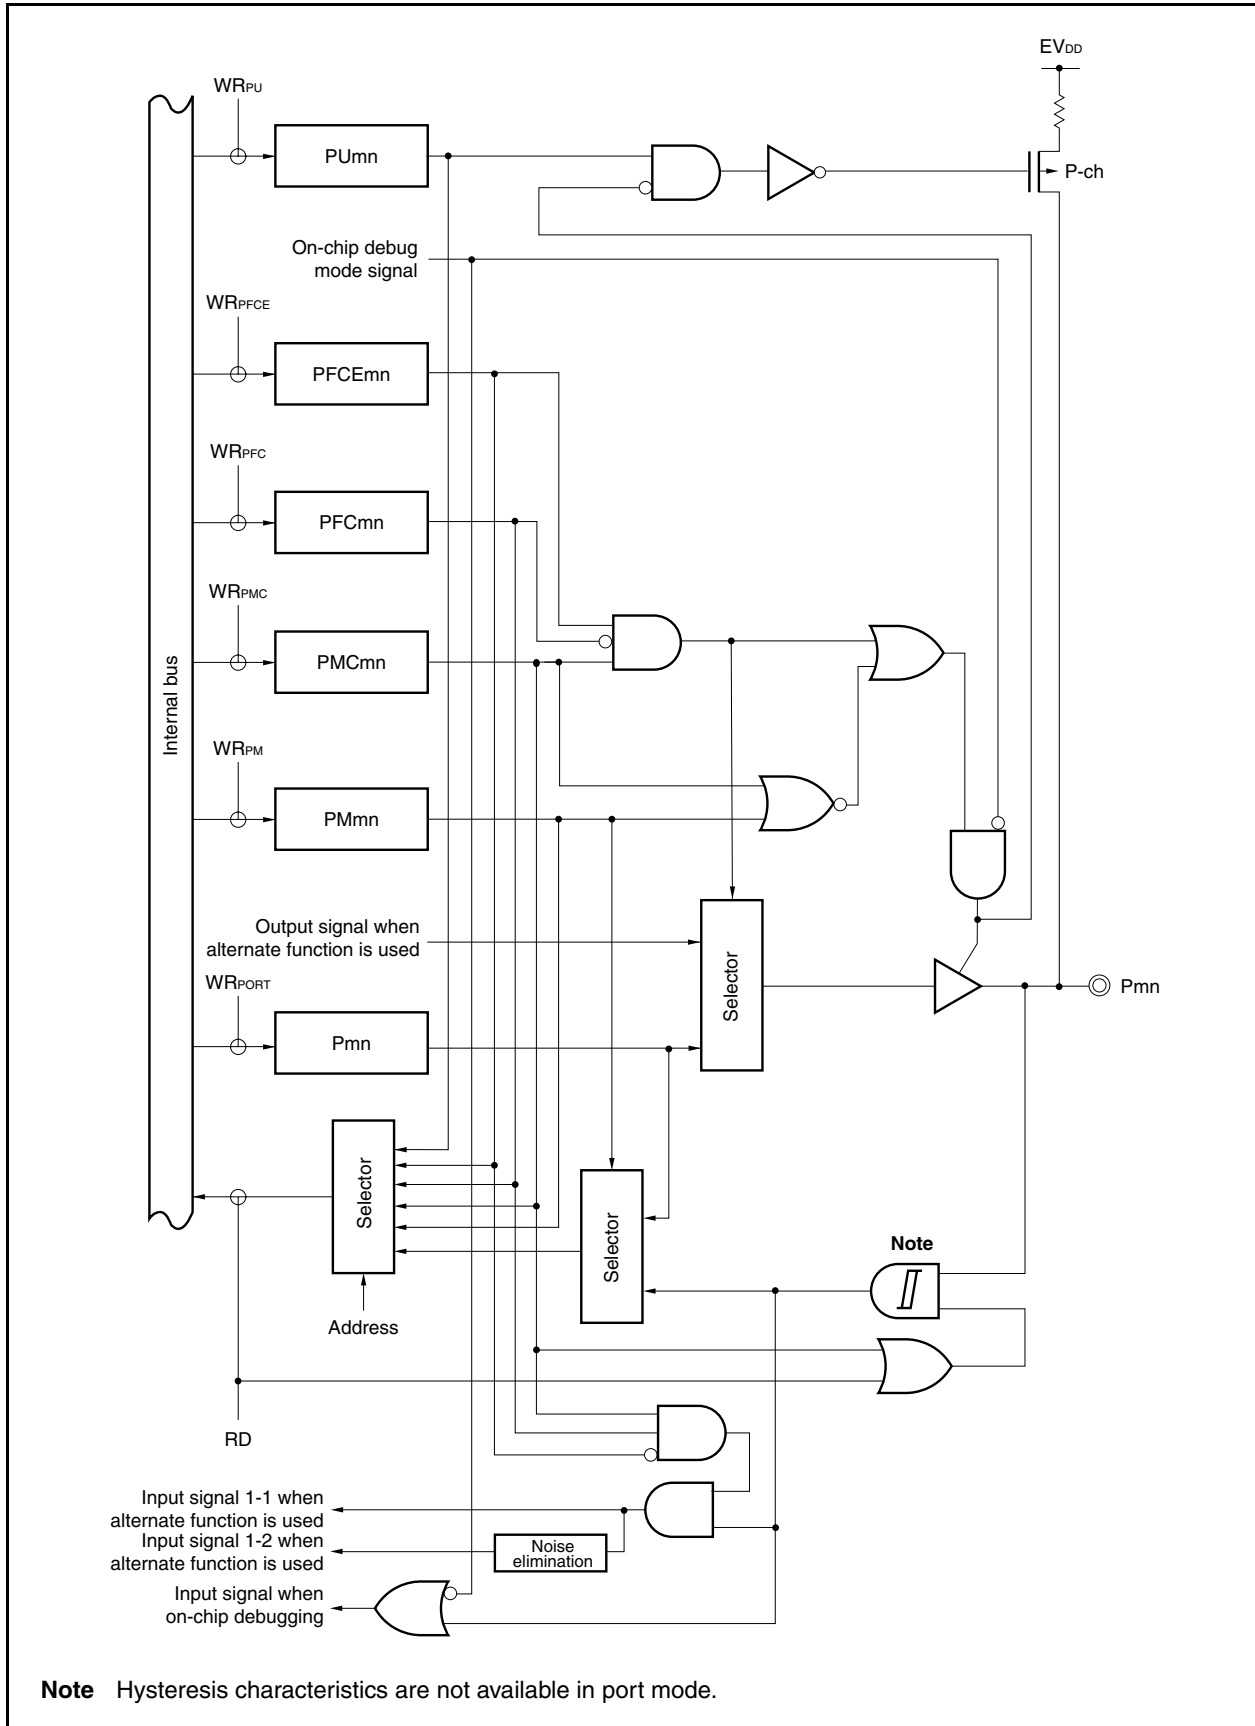 EVDD
WRPU
PUmn
P-ch
On-chip debug
mode signal
WRPFCE
PFCEmn
WRPFC
PFCmn
WRPMC
PMCmn
Internal bus
WRPM
PMmn
Output signal when
alternate function is used
WRPORT
Pmn
Selector
Pmn
Selector
Selector
Note
Address
RD
Input signal 1-1 when
alternate function is used
Input signal 1-2 when
alternate function is used
Noise
elimination
Input signal when
on-chip debugging
Note Hysteresis characteristics are not available in port mode.